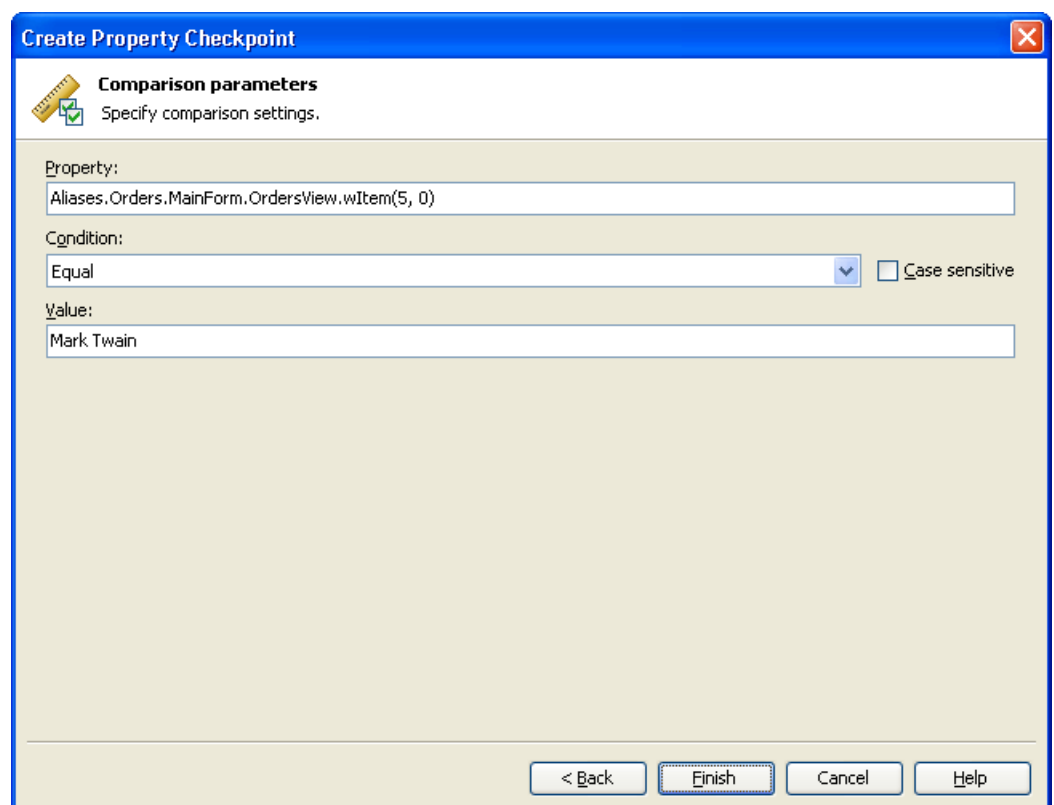 Create Property Checkpoint
Comparison parameters
Specify comparison settings.
Property:
Aliases.Orders.MainForm.OrdersView.wItem(5, 0)
Condition:
Equal
Case sensitive
Value:
Mark Twain
< Back
Finish
Cancel
Help